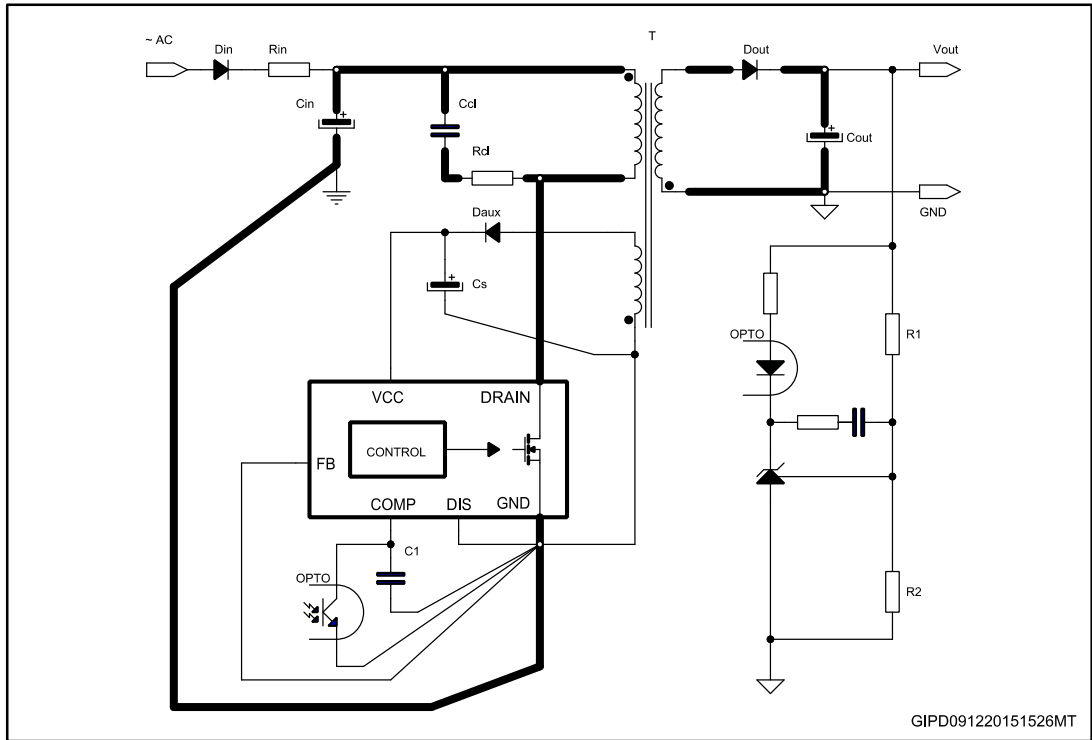 T
~ AC
Din
Rin
Dout
Vout
Cin
+
Ccl
+
Cout
Rcl
GND
Daux
+
Cs
OPTO
R1
VCC
DRAIN
CONTROL
FB
COMP
DIS
GND
C1
OPTO
R2
GIPD091220151526MT